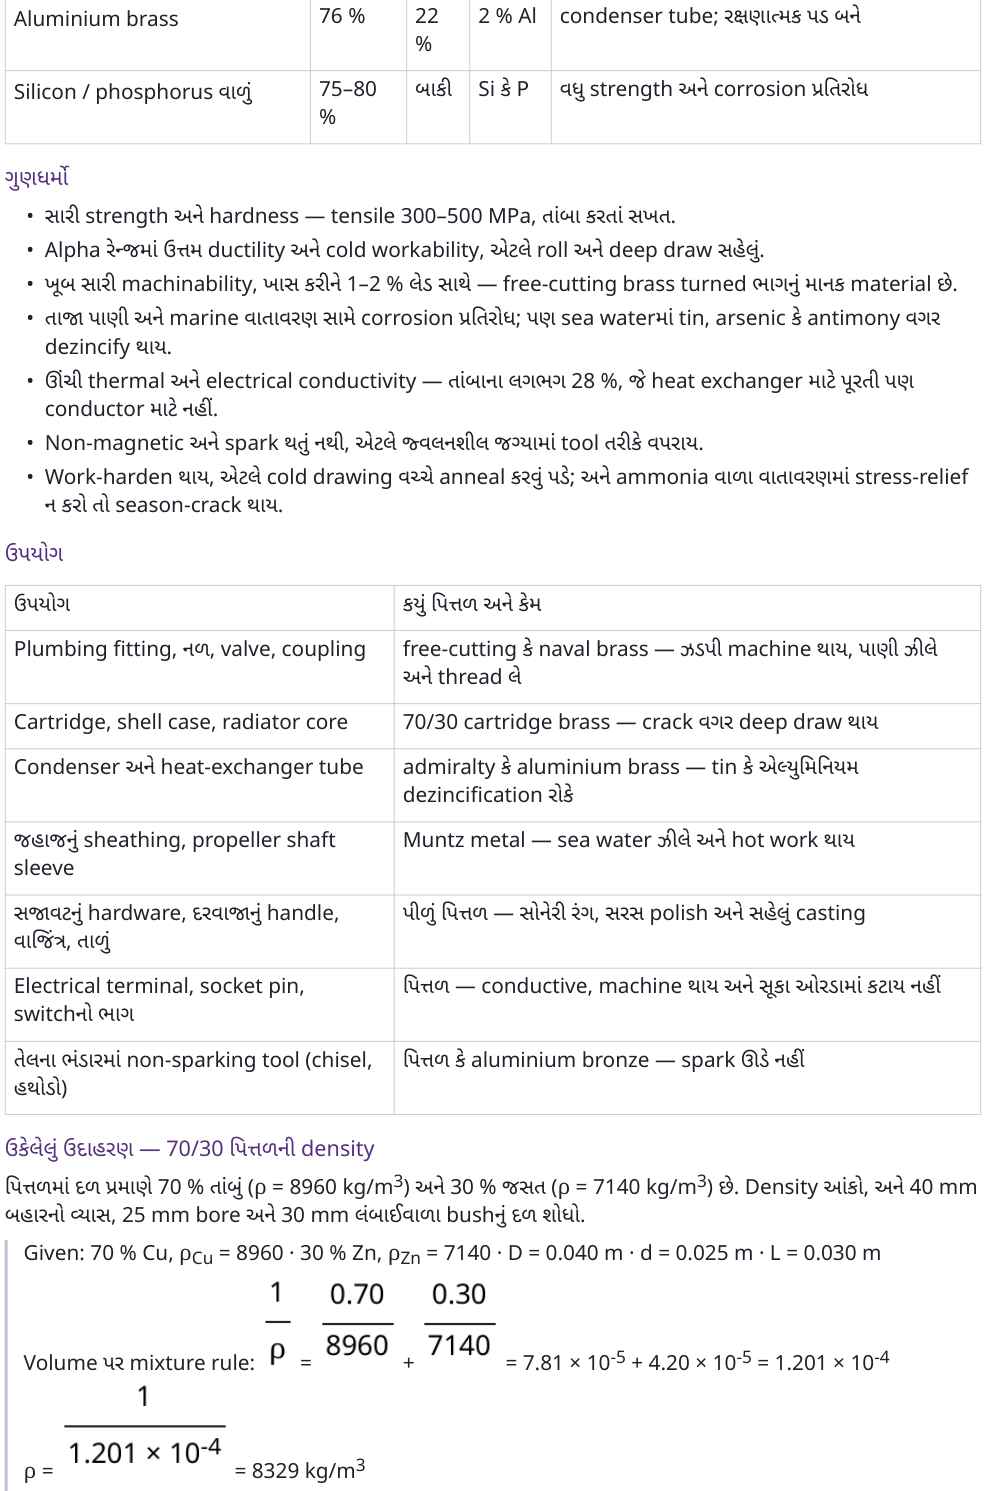 Aluminium brass 76 % 22 % 2 % Al condenser tube; રક્ષણાત્મક પડ બને
Silicon / phosphorus વાળું 75–80 % બાકી Si કે P વધુ strength અને corrosion પ્રતિરોધ
ગુણધર્મો
• સારી strength અને hardness — tensile 300–500 MPa, તાંબા કરતાં સખત.
• Alpha રેન્જમાં ઉત્તમ ductility અને cold workability, એટલે roll અને deep draw સહેલું.
• ખૂબ સારી machinability, ખાસ કરીને 1–2 % લેડ સાથે — free-cutting brass turned ભાગનું માનક material છે.
• તાજા પાણી અને marine વાતાવરણ સામે corrosion પ્રતિરોધ; પણ sea waterમાં tin, arsenic કે antimony વગર
dezincify થાય.
• ઊંચી thermal અને electrical conductivity — તાંબાના લગભગ 28 %, જે heat exchanger માટે પૂરતી પણ
conductor માટે નહીં.
• Non-magnetic અને spark થતું નથી, એટલે જ્વલનશીલ જગ્યામાં tool તરીકે વપરાય.
• Work-harden થાય, એટલે cold drawing વચ્ચે anneal કરવું પડે; અને ammonia વાળા વાતાવરણમાં stress-relief
ન કરો તો season-crack થાય.
ઉપયોગ
ઉપયોગ કયું પિત્તળ અને કેમ
Plumbing fitting, નળ, valve, coupling free-cutting કે naval brass — ઝડપી machine થાય, પાણી ઝીલે
અને thread લે
Cartridge, shell case, radiator core 70/30 cartridge brass — crack વગર deep draw થાય
Condenser અને heat-exchanger tube admiralty કે aluminium brass — tin કે એલ્યુમિનિયમ
dezincification રોકે
જહાજનું sheathing, propeller shaft
sleeve Muntz metal — sea water ઝીલે અને hot work થાય
સજાવટનું hardware, દરવાજાનું handle,
વાજિંત્ર, તાળું પીળું પિત્તળ — સોનેરી રંગ, સરસ polish અને સહેલું casting
Electrical terminal, socket pin,
switchનો ભાગ પિત્તળ — conductive, machine થાય અને સૂકા ઓરડામાં કટાય નહીં
તેલના ભંડારમાં non-sparking tool (chisel,
હથોડો) પિત્તળ કે aluminium bronze — spark ઊડે નહીં
ઉકેલેલું ઉદાહરણ — 70/30 પિત્તળની density
પિત્તળમાં દળ પ્રમાણે 70 % તાંબું (ρ = 8960 kg/m³) અને 30 % જસત (ρ = 7140 kg/m³) છે. Density આંકો, અને 40 mm
બહારનો વ્યાસ, 25 mm bore અને 30 mm લંબાઈવાળા bushનું દળ શોધો.
Given: 70 % Cu, ρCu = 8960 · 30 % Zn, ρZn = 7140 · D = 0.040 m · d = 0.025 m · L = 0.030 m
Volume પર mixture rule: 1/ρ = 0.70/8960 + 0.30/7140 = 7.81 × 10⁻⁵ + 4.20 × 10⁻⁵ = 1.201 × 10⁻⁴
ρ = 1/(1.201 × 10⁻⁴) = 8329 kg/m³